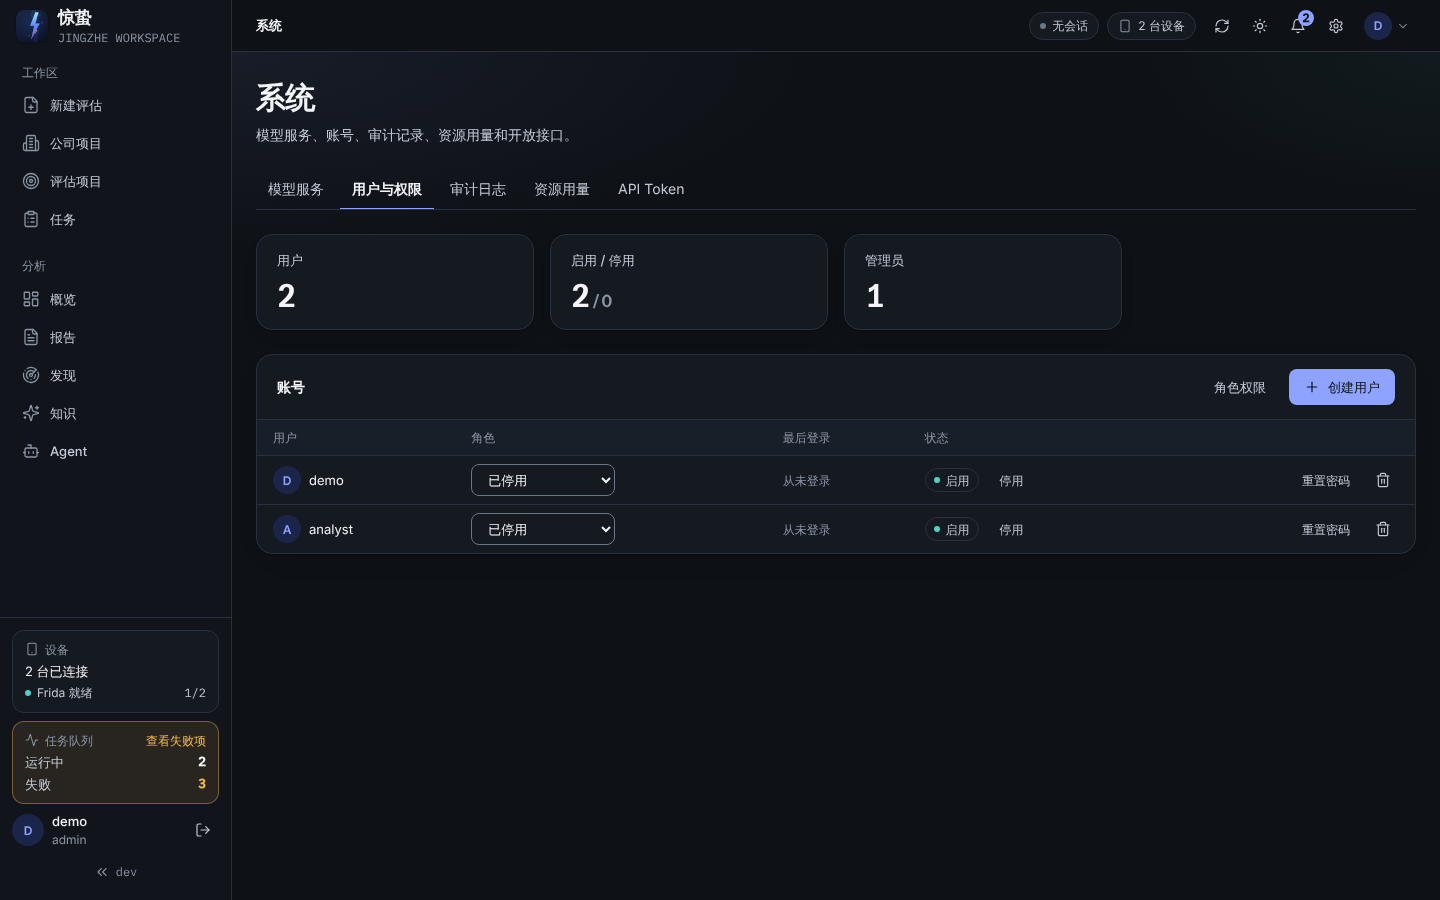 惊蛰
JINGZHE WORKSPACE
工作区
新建评估
公司项目
评估项目
任务
分析
概览
报告
发现
知识
Agent
设备
2 台已连接
Frida 就绪 1/2
任务队列 查看失败项
运行中 2
失败 3
D demo
admin
dev
系统 无会话 2 台设备 2 D
系统
模型服务、账号、审计记录、资源用量和开放接口。
模型服务 用户与权限 审计日志 资源用量 API Token
用户
2
启用 / 停用
2 / 0
管理员
1
账号 角色权限 创建用户
用户 角色 最后登录 状态
D demo 已停用 从未登录 启用 停用 重置密码
A analyst 已停用 从未登录 启用 停用 重置密码